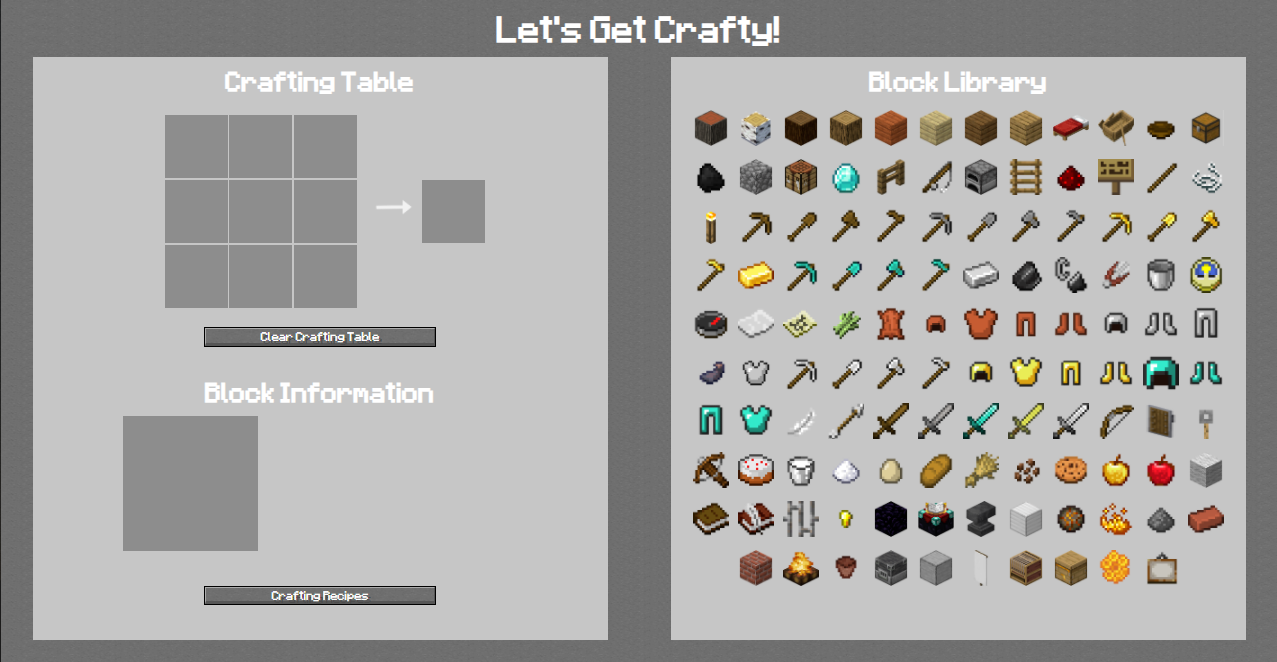 Let's Get Crafty!
Crafting Table
Clear Crafting Table
Block Information
Crafting Recipes
Block Library